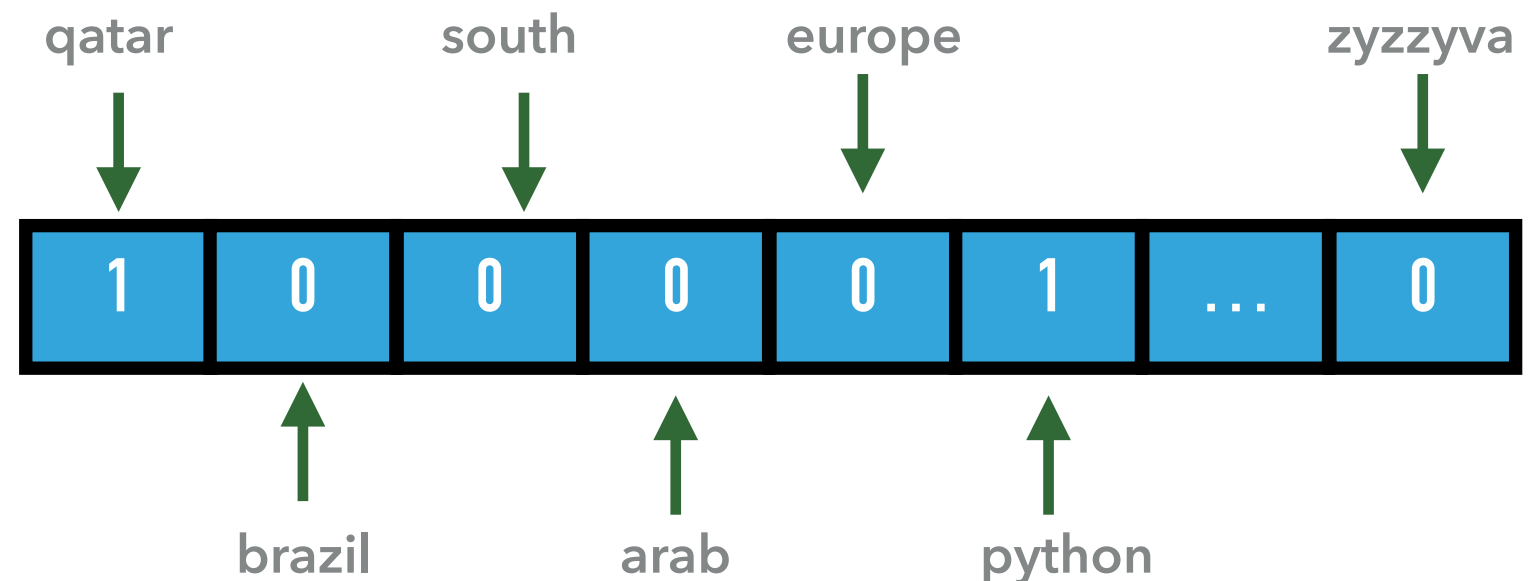 qatar south europe zyzzyva
1 0 0 0 0 1 ... 0
brazil arab python